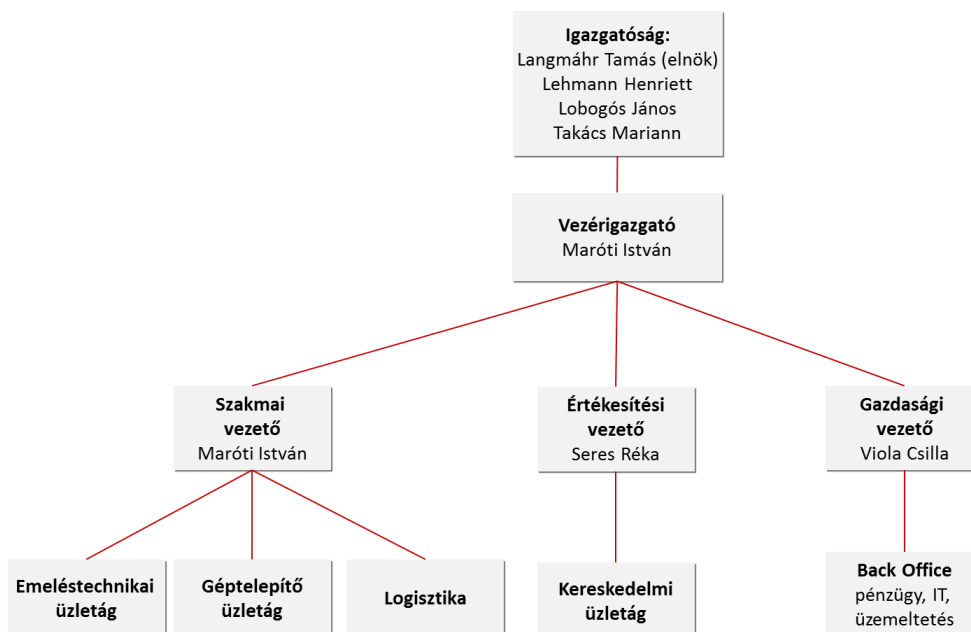 Igazgatóság:
Langmáhr Tamás (elnök)
Lehmann Henriett
Lobogós János
Takács Mariann
Vezérigazgató
Maróti István
Szakmai
vezető
Maróti István
Értékesítési
vezető
Seres Réka
Gazdasági
vezető
Viola Csilla
Emeléstechnikai
üzletág
Géptelepítő
üzletág
Logisztika
Kereskedelmi
üzletág
Back Office
pénzügy, IT,
üzemeltetés